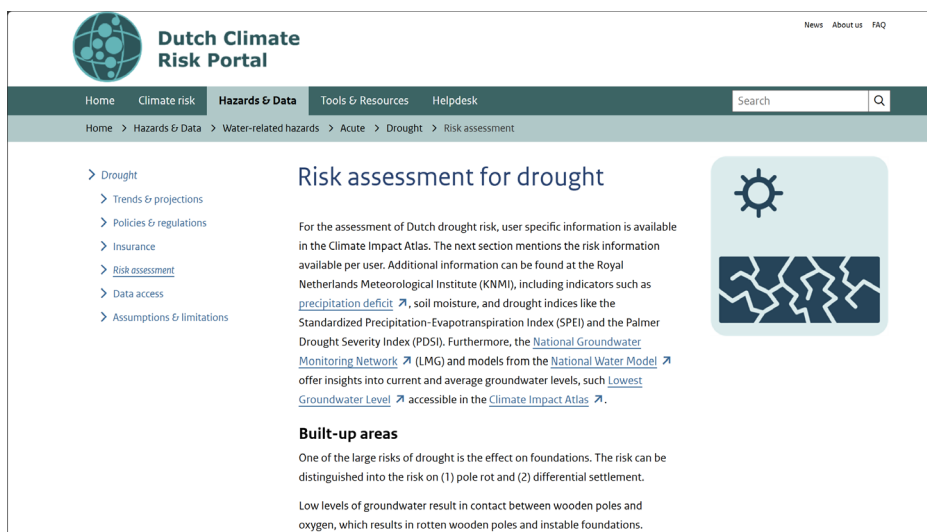 News About us FAQ
Dutch Climate
Risk Portal
Home Climate risk Hazards & Data Tools & Resources Helpdesk Search
Home > Hazards & Data > Water-related hazards > Acute > Drought > Risk assessment
Drought
Trends & projections
Policies & regulations
Insurance
Risk assessment
Data access
Assumptions & limitations
Risk assessment for drought
For the assessment of Dutch drought risk, user specific information is available
in the Climate Impact Atlas. The next section mentions the risk information
available per user. Additional information can be found at the Royal
Netherlands Meteorological Institute (KNMI), including indicators such as
precipitation deficit, soil moisture, and drought indices like the
Standardized Precipitation-Evapotranspiration Index (SPEI) and the Palmer
Drought Severity Index (PDSI). Furthermore, the National Groundwater
Monitoring Network (LMG) and models from the National Water Model
offer insights into current and average groundwater levels, such Lowest
Groundwater Level accessible in the Climate Impact Atlas.
Built-up areas
One of the large risks of drought is the effect on foundations. The risk can be
distinguished into the risk on (1) pole rot and (2) differential settlement.
Low levels of groundwater result in contact between wooden poles and
oxygen, which results in rotten wooden poles and instable foundations.